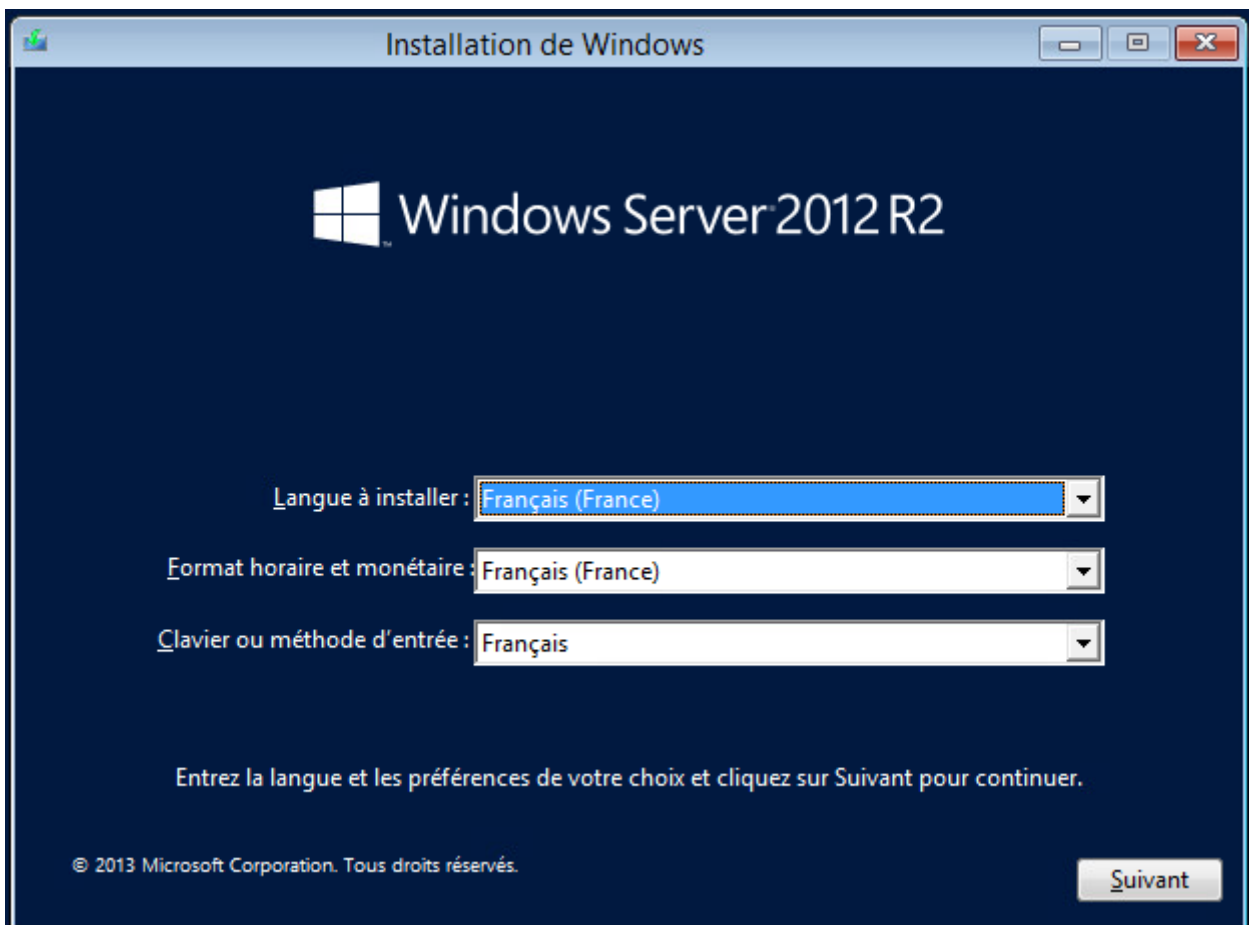 Installation de Windows
Windows Server 2012 R2
Langue à installer : Français (France)
Format horaire et monétaire : Français (France)
Clavier ou méthode d'entrée : Français
Entrez la langue et les préférences de votre choix et cliquez sur Suivant pour continuer.
© 2013 Microsoft Corporation. Tous droits réservés.
Suivant